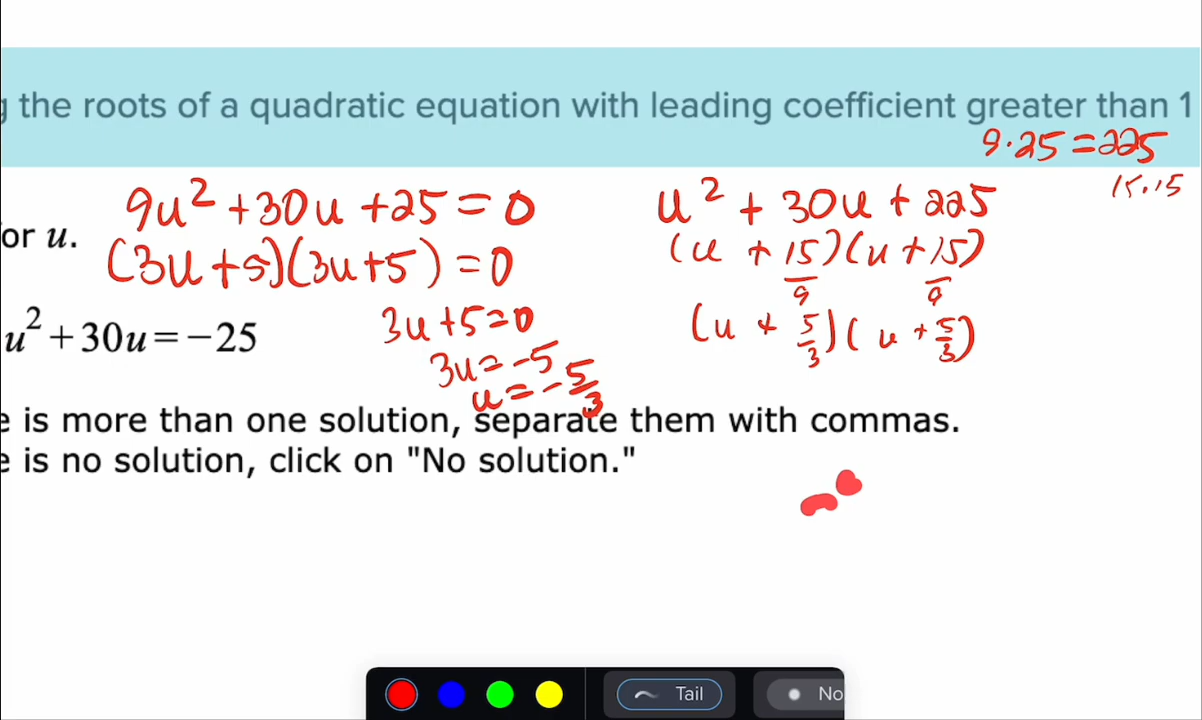 the roots of a quadratic equation with leading coefficient greater than 1
9·25=225
15·15
9u²+30u+25=0
u²+30u+225
or u.
(3u+5)(3u+5)=0
(u+15)(u+15)
9 9
3u+5=0
(u+5/3)(u+5/3)
u²+30u=−25
3u=-5
u=-5/3
e is more than one solution, separate them with commas.
e is no solution, click on "No solution."
Tail
No